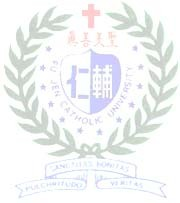 真善美聖
FU JEN CATHOLIC UNIVERSITY
仁輔
SANCTITAS BONITAS
PULCHRITUDO VERITAS